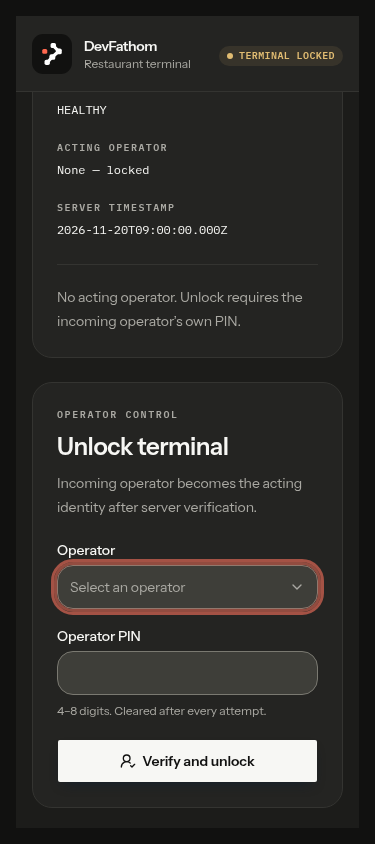 DevFathom
Restaurant terminal
TERMINAL LOCKED
HEALTHY
ACTING OPERATOR
None — locked
SERVER TIMESTAMP
2026-11-20T09:00:00.000Z
No acting operator. Unlock requires the
incoming operator's own PIN.
OPERATOR CONTROL
Unlock terminal
Incoming operator becomes the acting
identity after server verification.
Operator
Select an operator
Operator PIN
4–8 digits. Cleared after every attempt.
Verify and unlock